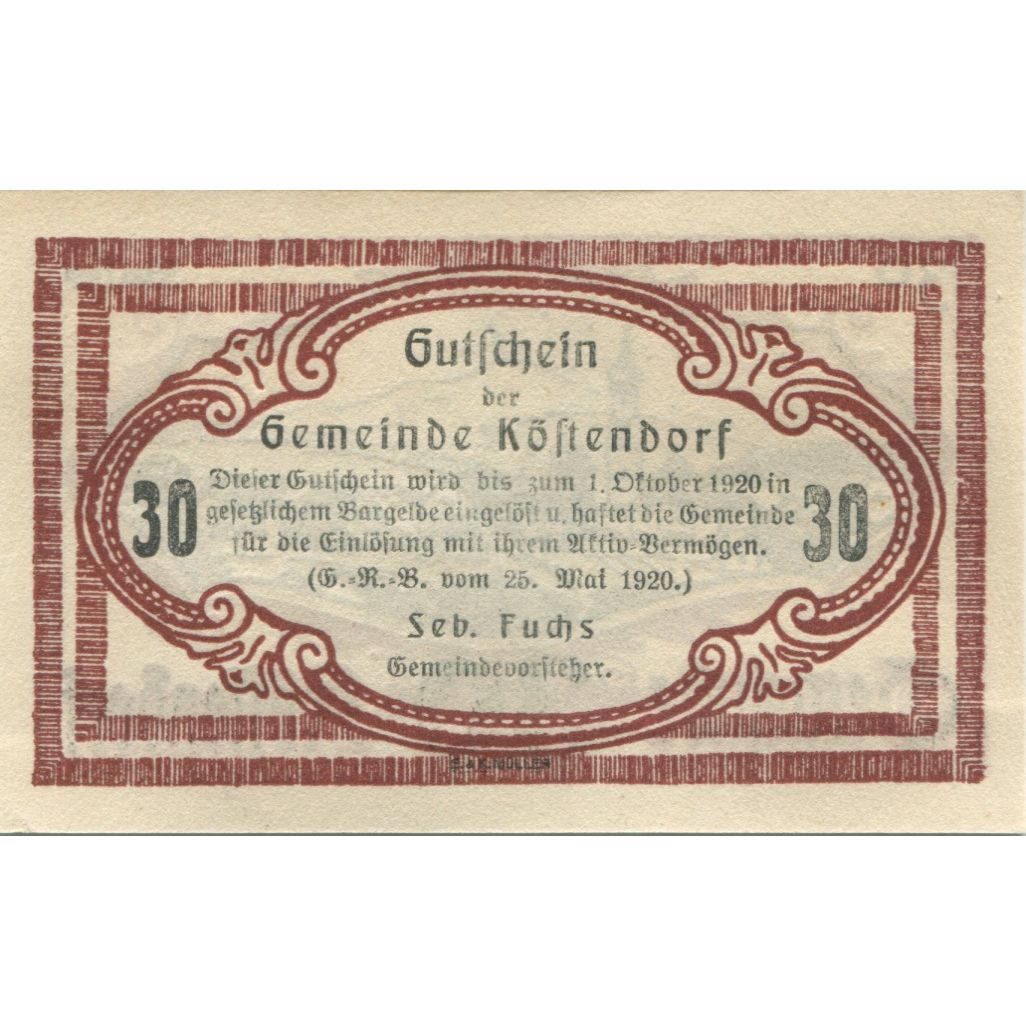 Gutschein
der
Gemeinde Köstendorf
30 Dieser Gutschein wird bis zum 1. Oktober 1920 in 30
gesetzlichem Bargelde eingelöst u. haftet die Gemeinde
für die Einlösung mit ihrem Aktiv-Vermögen.
(G.-R.-B. vom 25. Mai 1920.)
Seb. Fuchs
Gemeindevorsteher.
MULLER